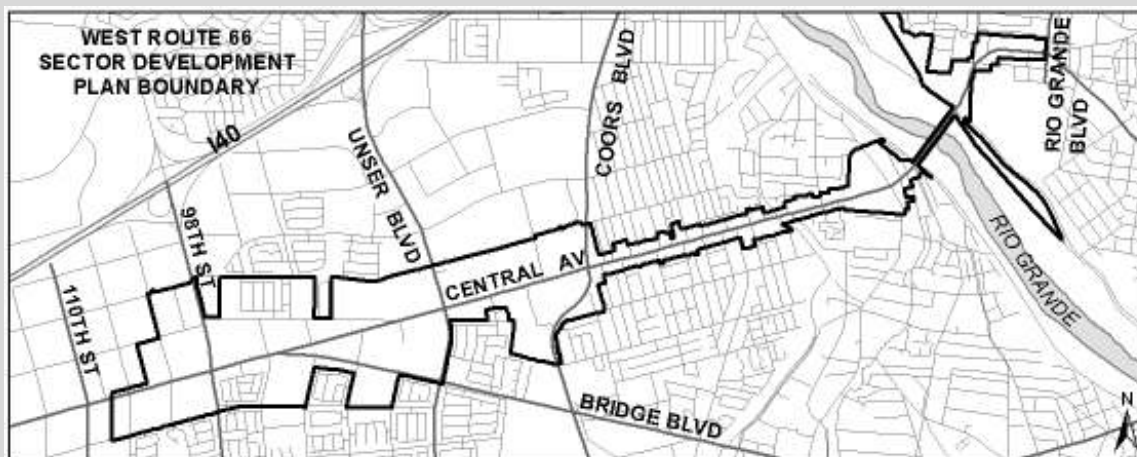 WEST ROUTE 66
SECTOR DEVELOPMENT
PLAN BOUNDARY
I40
UNSER BLVD
COORS BLVD
RIO GRANDE
BLVD
98TH ST
110TH ST
CENTRAL AV
RIO GRANDE
BRIDGE BLVD
N